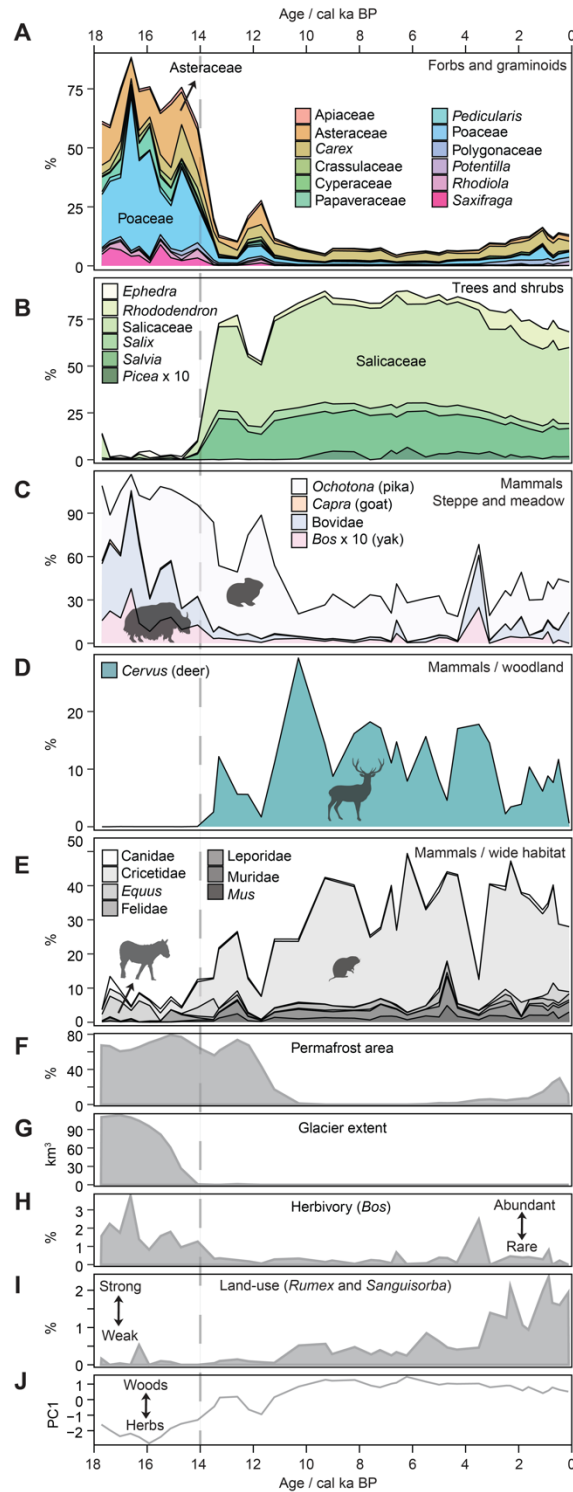 Age / cal ka BP
18 16 14 12 10 8 6 4 2 0
A
Forbs and graminoids
Asteraceae
75
50
25
0
%
Apiaceae
Asteraceae
Carex
Crassulaceae
Cyperaceae
Papaveraceae
Pedicularis
Poaceae
Polygonaceae
Potentilla
Rhodiola
Saxifraga
Poaceae
B
Trees and shrubs
75
50
25
0
%
Ephedra
Rhododendron
Salicaceae
Salix
Salvia
Picea x 10
Salicaceae
C
Mammals
Steppe and meadow
90
60
30
0
%
Ochotona (pika)
Capra (goat)
Bovidae
Bos x 10 (yak)
D
Mammals / woodland
20
10
0
%
Cervus (deer)
E
Mammals / wide habitat
50
40
30
20
10
0
%
Canidae
Cricetidae
Equus
Felidae
Leporidae
Muridae
Mus
F
Permafrost area
80
40
0
%
G
Glacier extent
90
60
30
0
km³
H
Herbivory (Bos)
3
2
1
0
%
Abundant
Rare
I
Land-use (Rumex and Sanguisorba)
2
1
0
%
Strong
Weak
J
Woods
Herbs
1
0
−1
−2
PC1
18 16 14 12 10 8 6 4 2 0
Age / cal ka BP